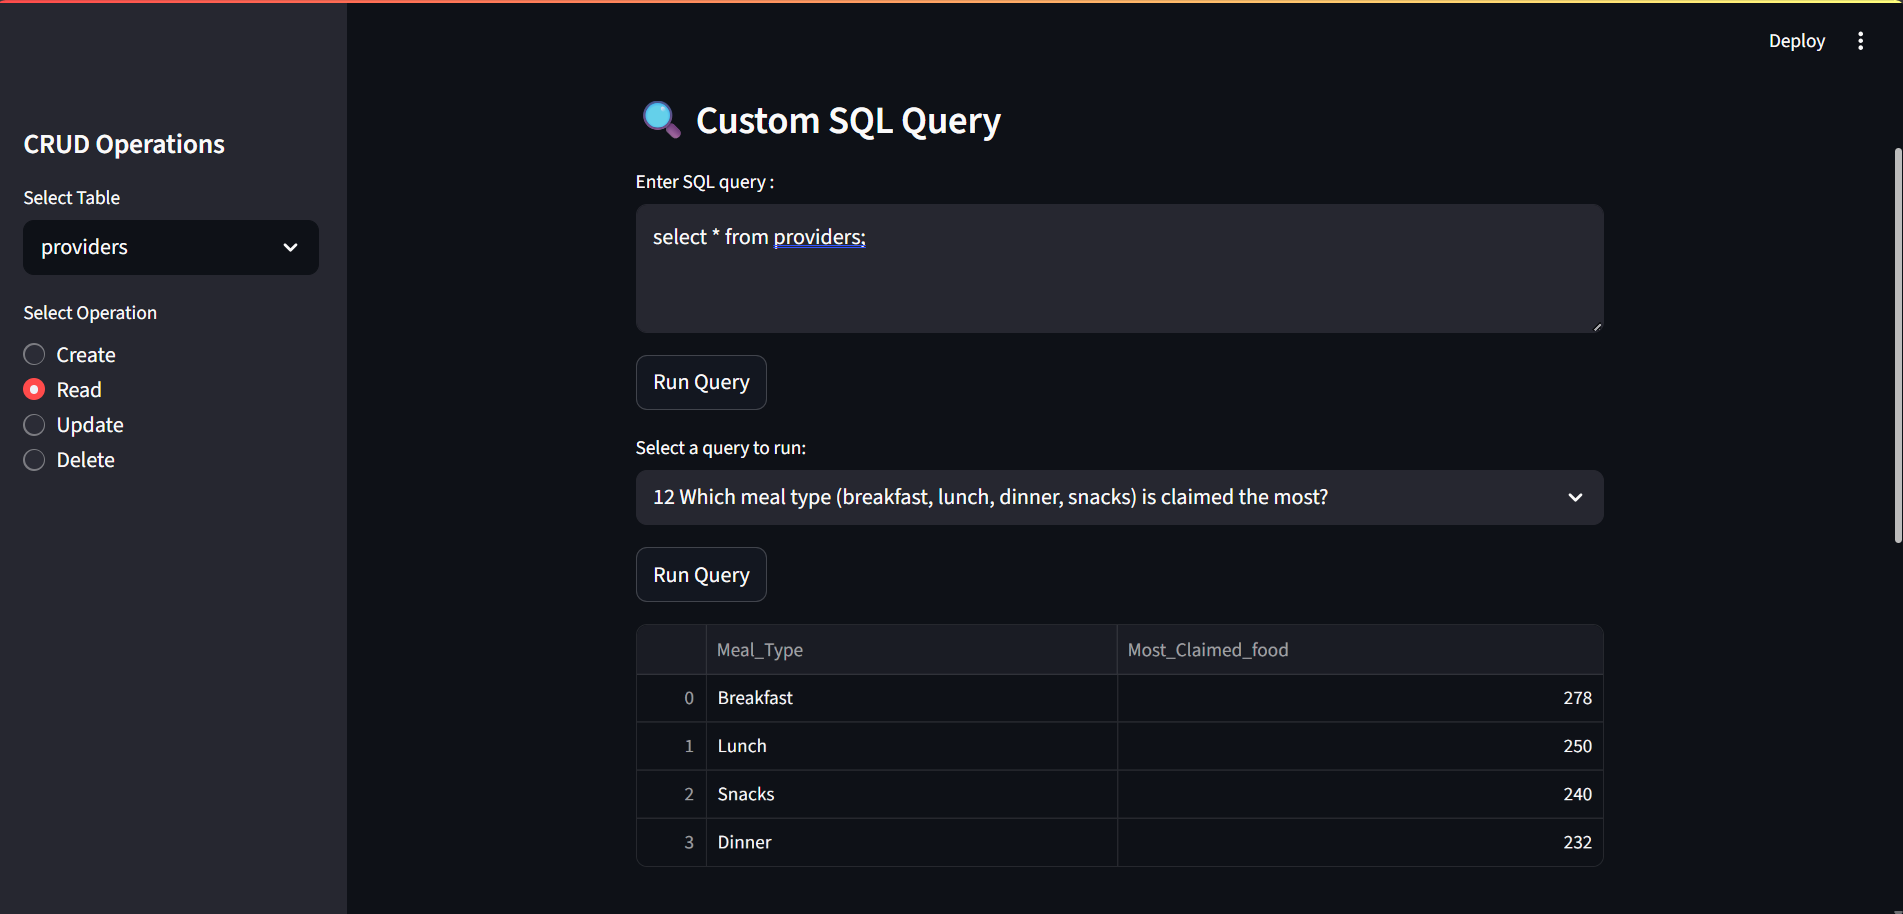 Deploy
CRUD Operations
Select Table
providers
Select Operation
Create
Read
Update
Delete
Custom SQL Query
Enter SQL query :
select * from providers;
Run Query
Select a query to run:
12 Which meal type (breakfast, lunch, dinner, snacks) is claimed the most?
Run Query
Meal_Type Most_Claimed_food
0 Breakfast 278
1 Lunch 250
2 Snacks 240
3 Dinner 232